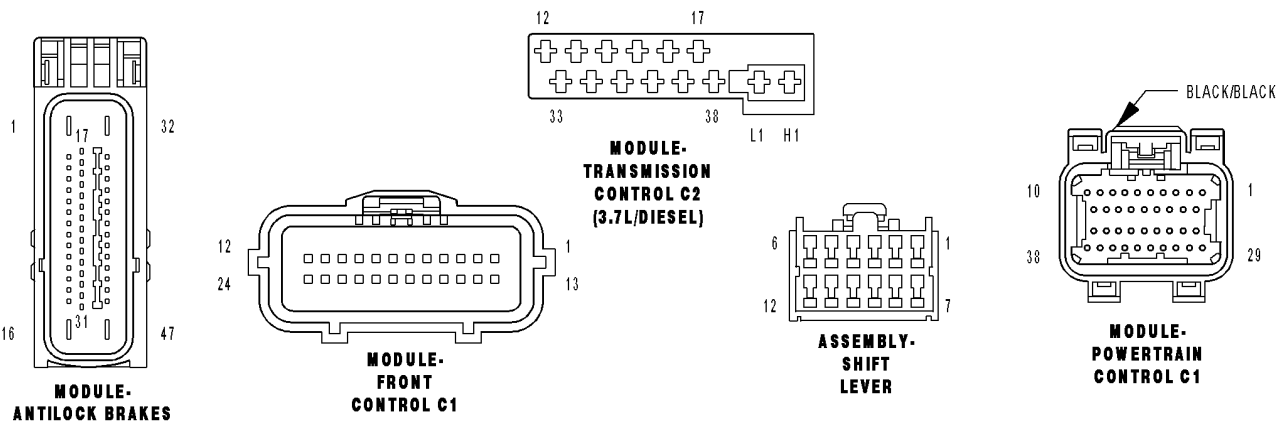 12 17
BLACK/BLACK
1 32
17
33 38
L1 H1
MODULE-
TRANSMISSION
CONTROL C2
(3.7L/DIESEL)
10 1
38 29
12 1
24 13
6 1
12 7
31
16 47
MODULE-
ANTILOCK BRAKES
MODULE-
FRONT
CONTROL C1
ASSEMBLY-
SHIFT
LEVER
MODULE-
POWERTRAIN
CONTROL C1